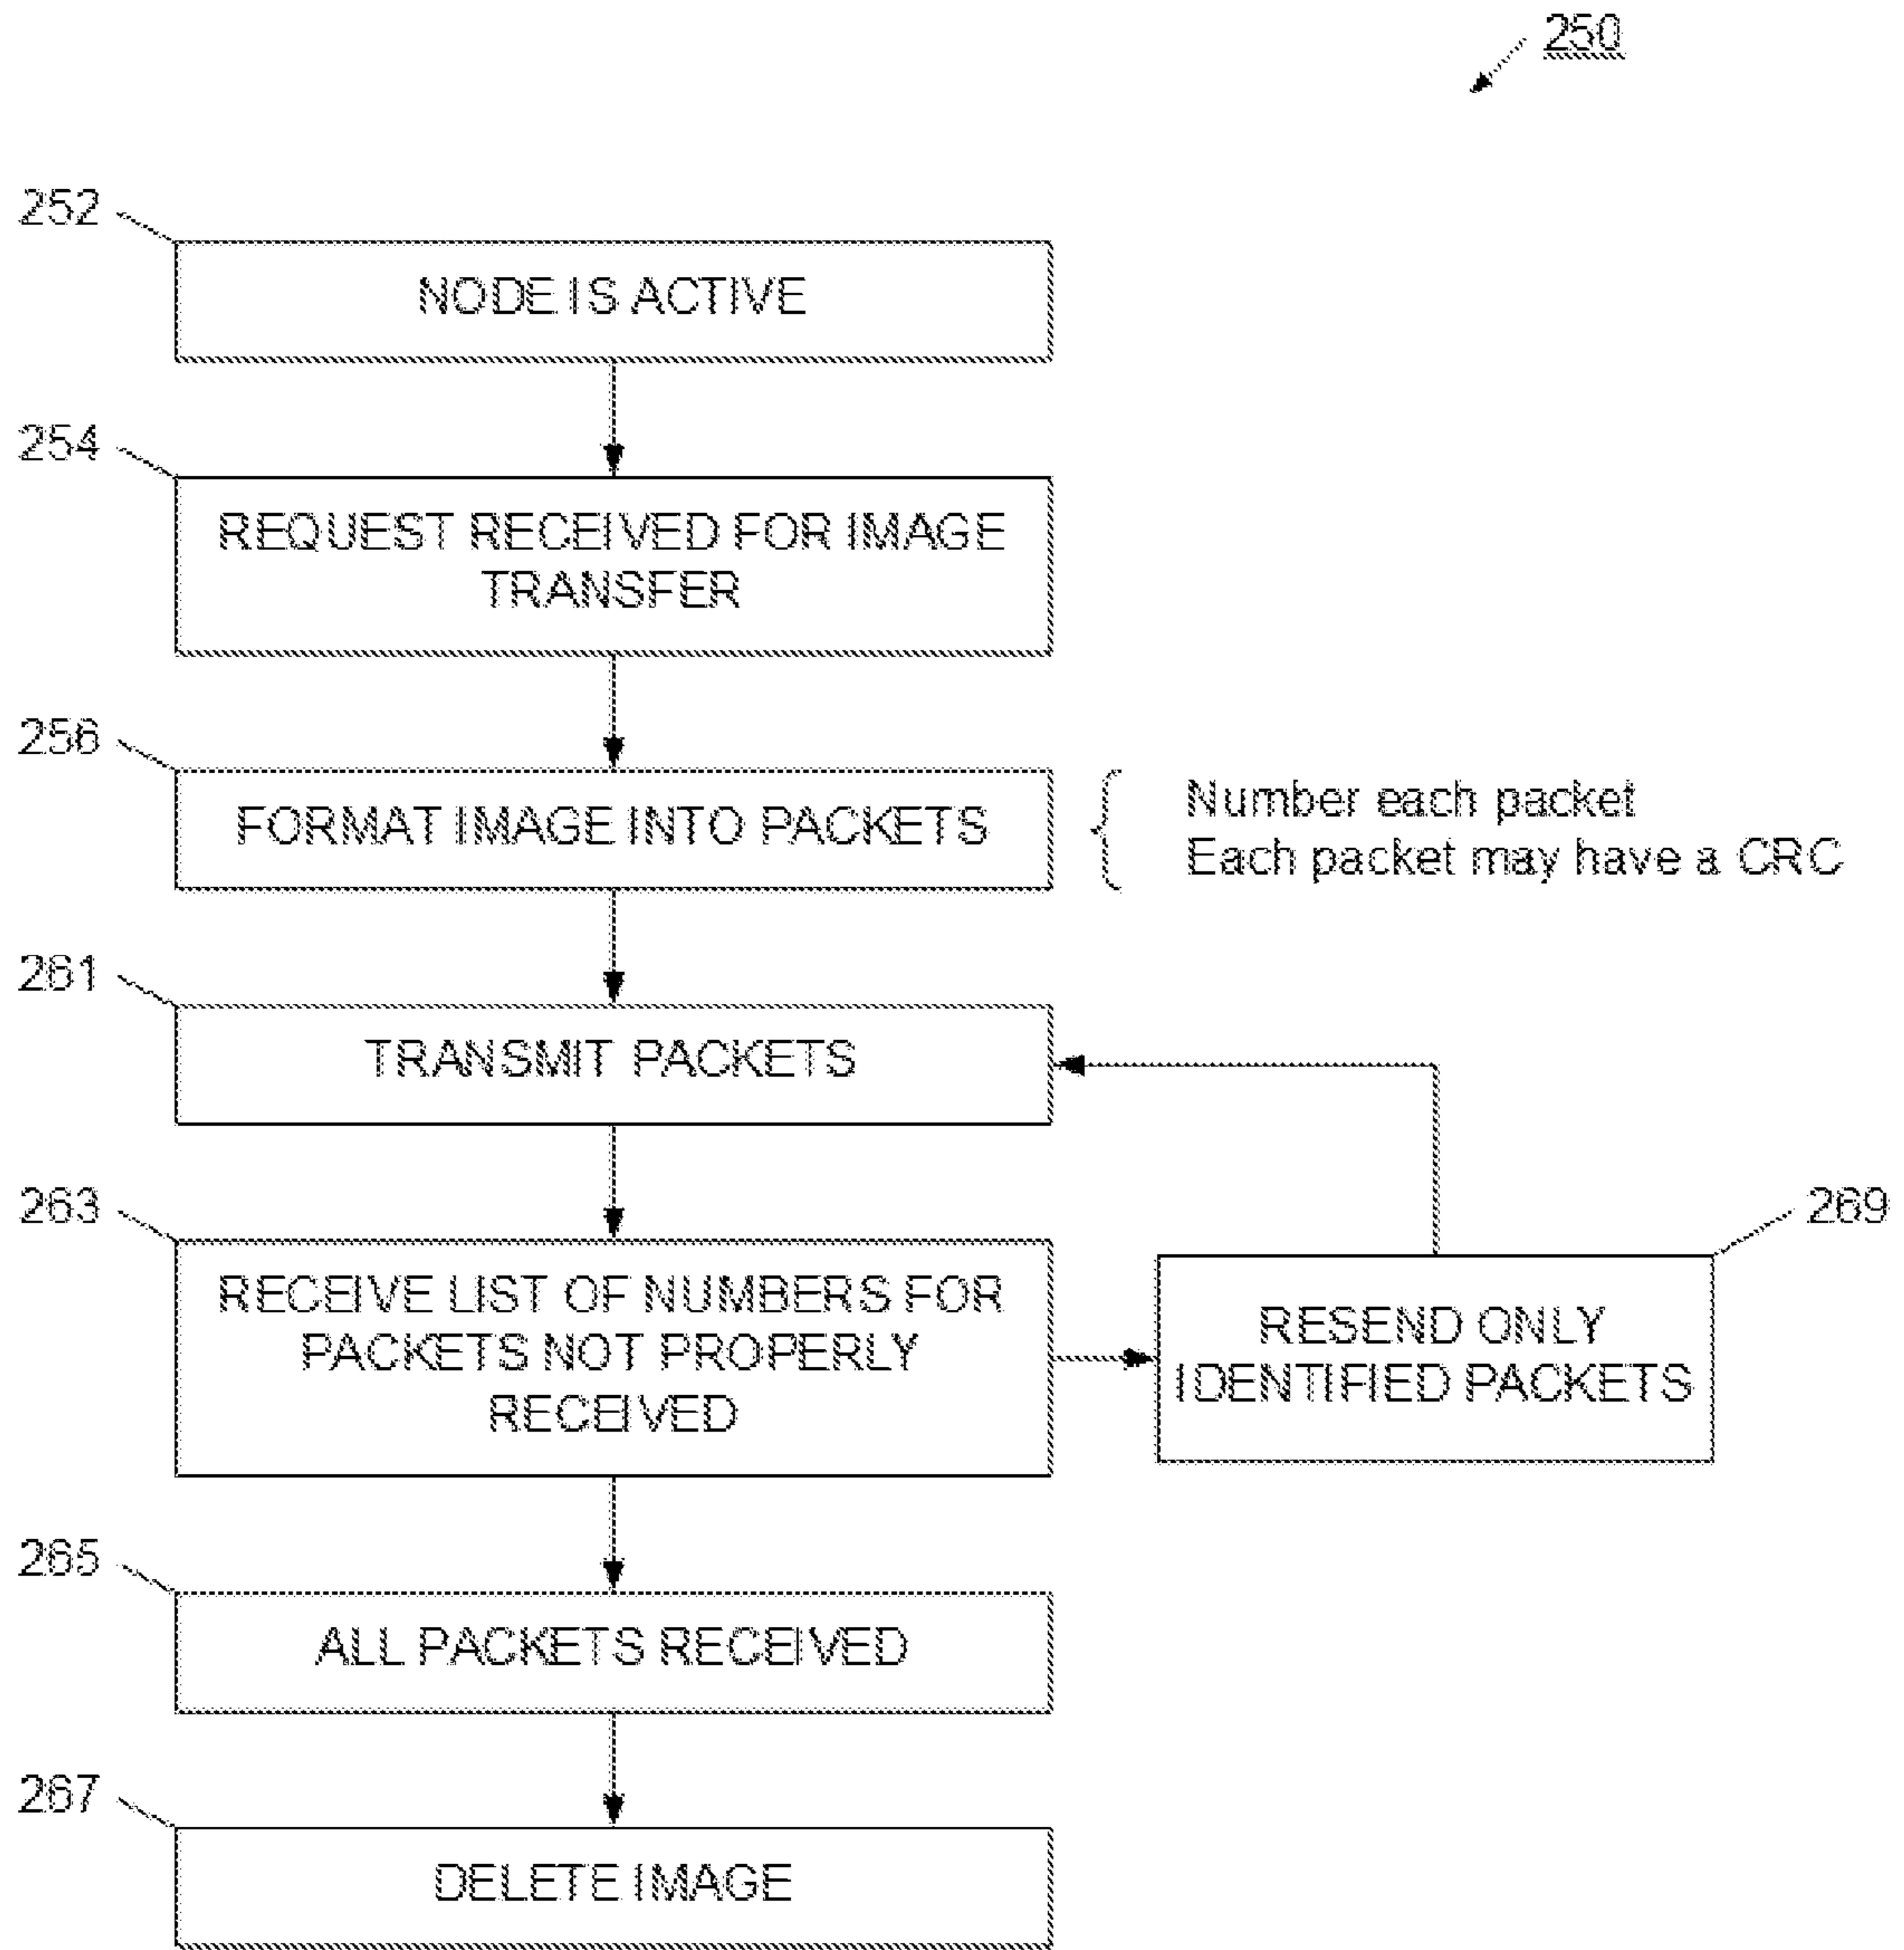 250
252
NODE IS ACTIVE
254
REQUEST RECEIVED FOR IMAGE
TRANSFER
256
FORMAT IMAGE INTO PACKETS
Number each packet
Each packet may have a CRC
261
TRANSMIT PACKETS
263
RECEIVE LIST OF NUMBERS FOR
PACKETS NOT PROPERLY
RECEIVED
269
RESEND ONLY
IDENTIFIED PACKETS
265
ALL PACKETS RECEIVED
267
DELETE IMAGE